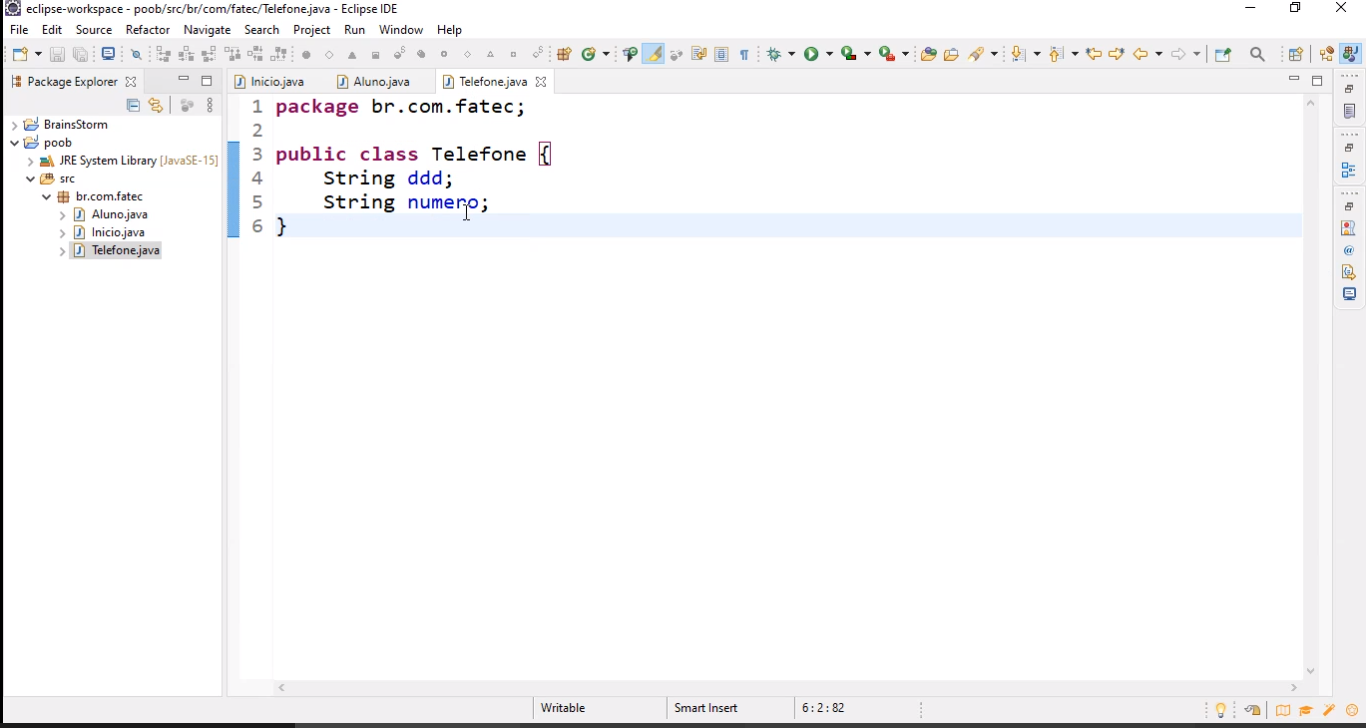 eclipse-workspace - poob/src/br/com/fatec/Telefone.java - Eclipse IDE
File Edit Source Refactor Navigate Search Project Run Window Help
Package Explorer
Inicio.java Aluno.java Telefone.java
BrainsStorm
poob
JRE System Library [JavaSE-15]
src
br.com.fatec
Aluno.java
Inicio.java
Telefone.java
1 package br.com.fatec;
2
3 public class Telefone {
4 String ddd;
5 String numero;
6 }
Writable Smart Insert 6 : 2 : 82